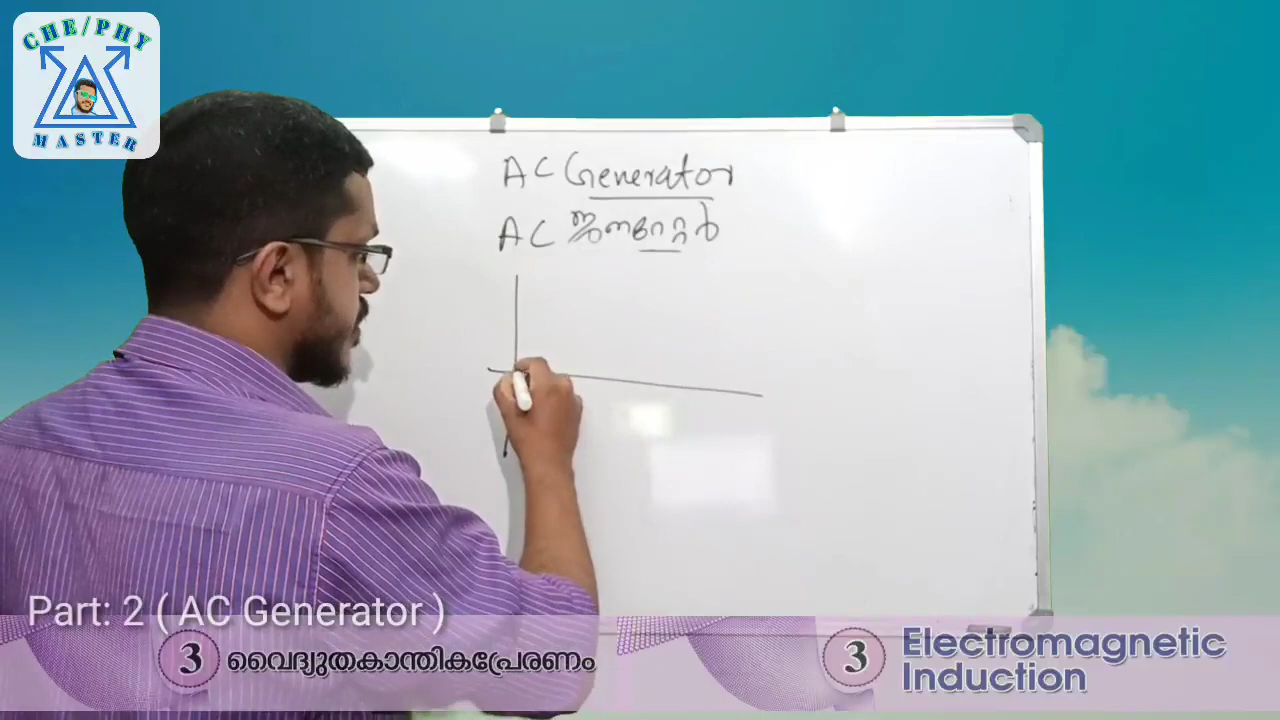 CHE/PHY
MASTER
AC Generator
AC ജനറേറ്റർ
Part: 2 ( AC Generator )
3 വൈദ്യുതകാന്തികപ്രേരണം
3 Electromagnetic
Induction